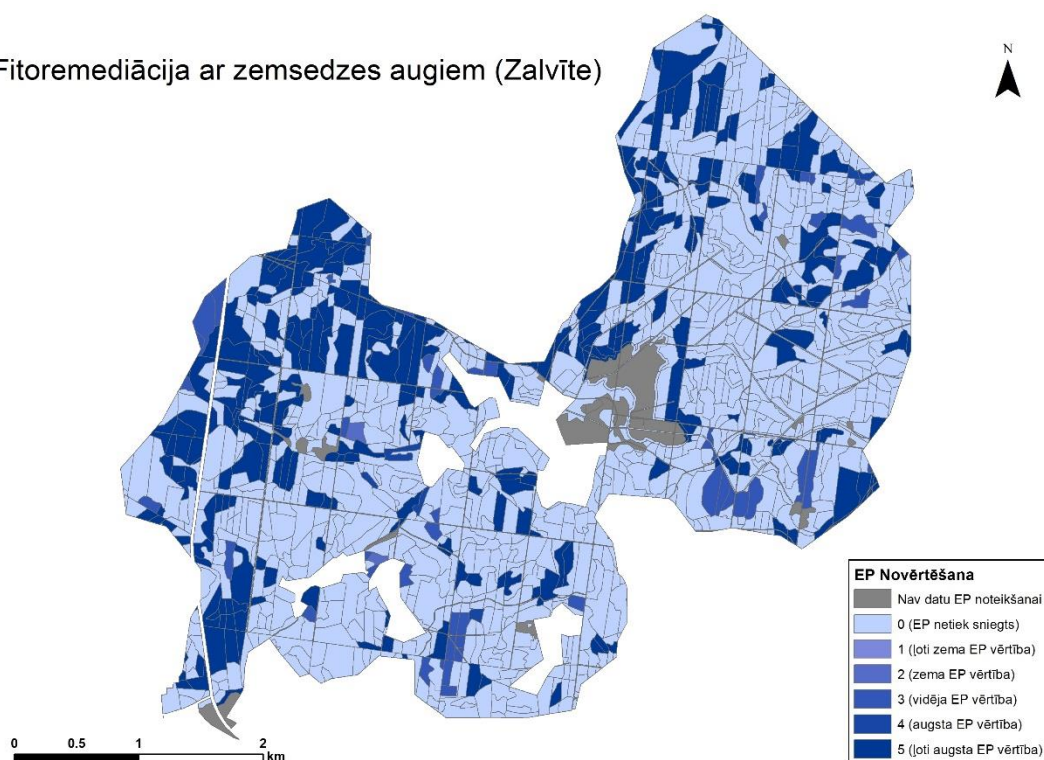 Fitoremediācija ar zemsedzes augiem (Zalvīte)
N
EP Novērtēšana
Nav datu EP noteikšanai
0 (EP netiek sniegts)
1 (ļoti zema EP vērtība)
2 (zema EP vērtība)
3 (vidēja EP vērtība)
4 (augsta EP vērtība)
5 (ļoti augsta EP vērtība)
0 0.5 1 2
km